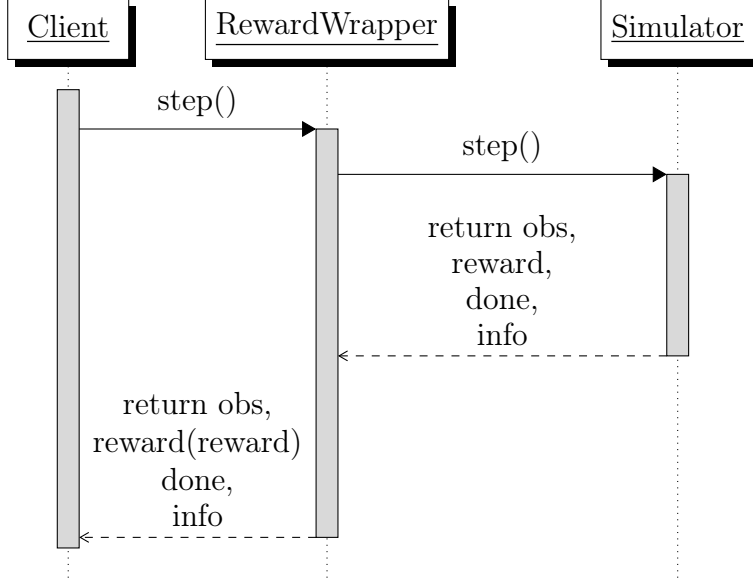 Client
RewardWrapper
Simulator
step()
step()
return obs,
reward,
done,
info
return obs,
reward(reward)
done,
info